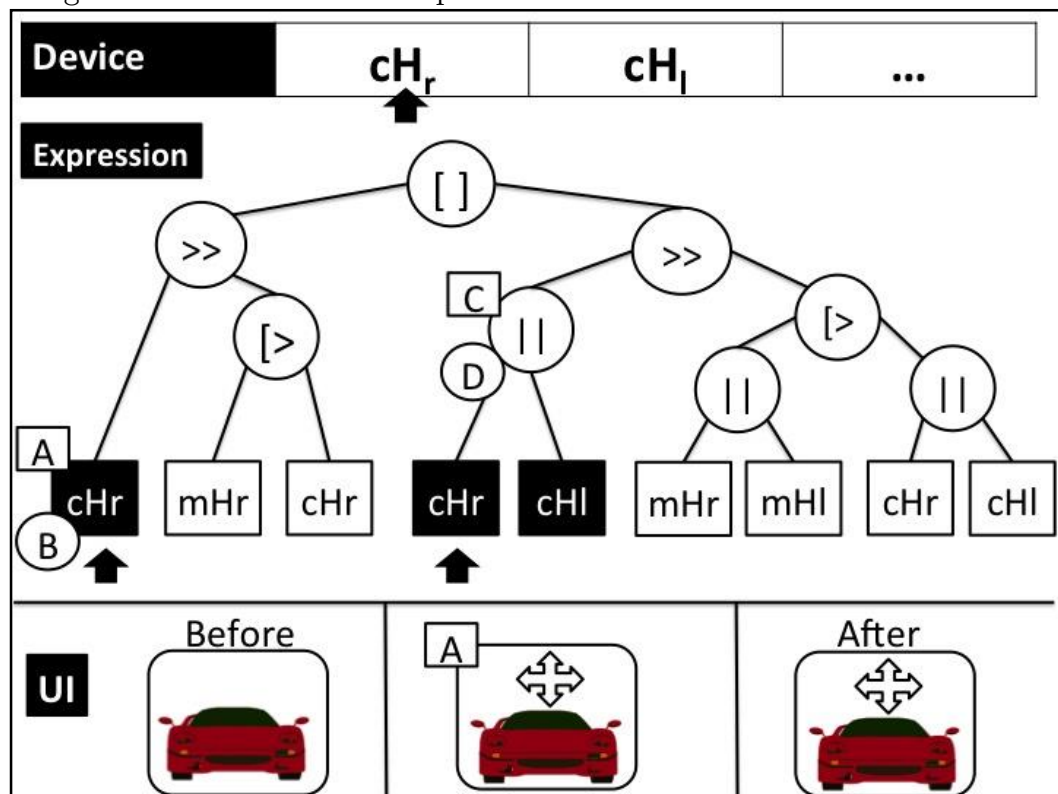 Device cHr cHl ...
Expression
[ ]
>> >>
C
[> || [>
D
|| ||
A
cHr mHr cHr cHr cHl mHr mHl cHr cHl
B
Before After
A
UI